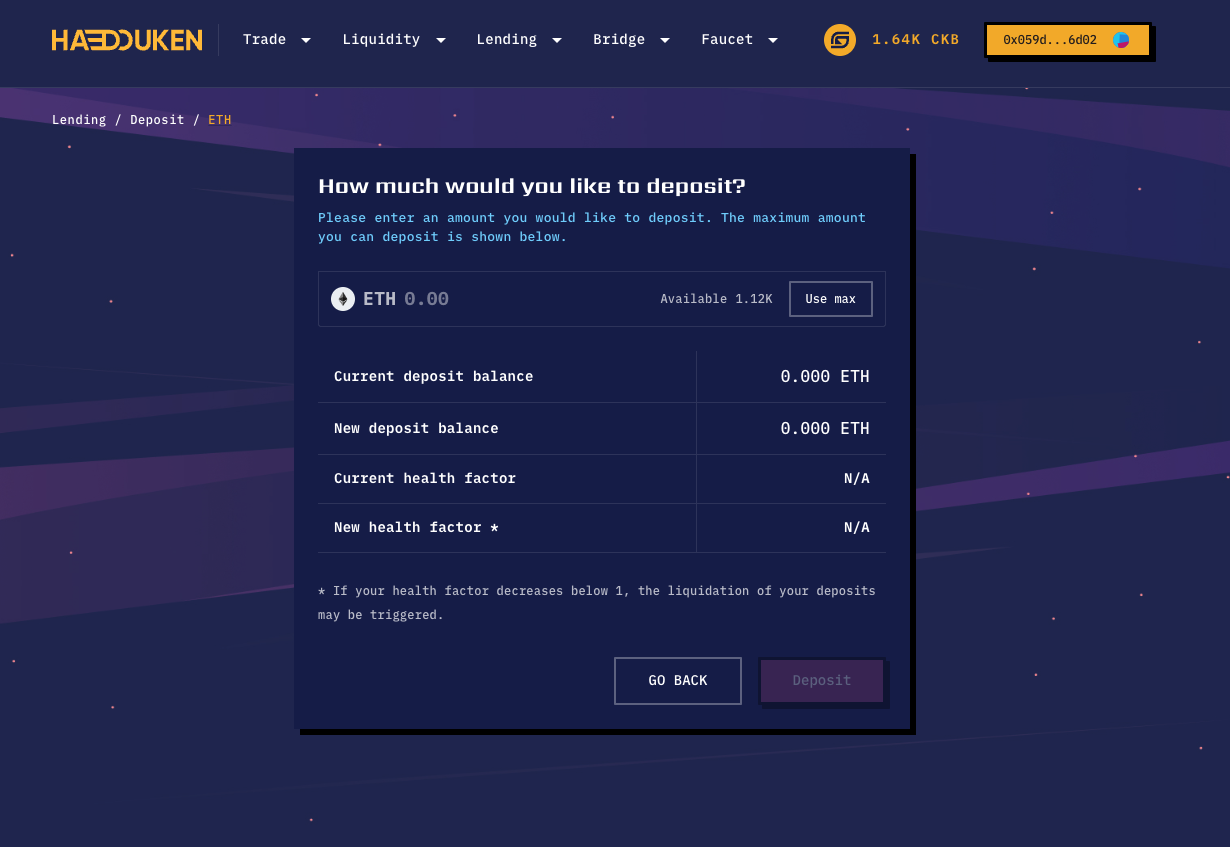 HADOUKEN Trade Liquidity Lending Bridge Faucet 1.64K CKB 0x059d...6d02
Lending / Deposit / ETH
How much would you like to deposit?
Please enter an amount you would like to deposit. The maximum amount
you can deposit is shown below.
ETH 0.00 Available 1.12K Use max
Current deposit balance 0.000 ETH
New deposit balance 0.000 ETH
Current health factor N/A
New health factor * N/A
* If your health factor decreases below 1, the liquidation of your deposits
may be triggered.
GO BACK Deposit